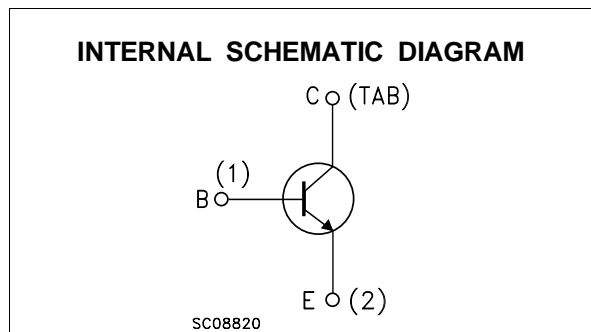 INTERNAL SCHEMATIC DIAGRAM
C (TAB)
(1)
B
E (2)
SC08820